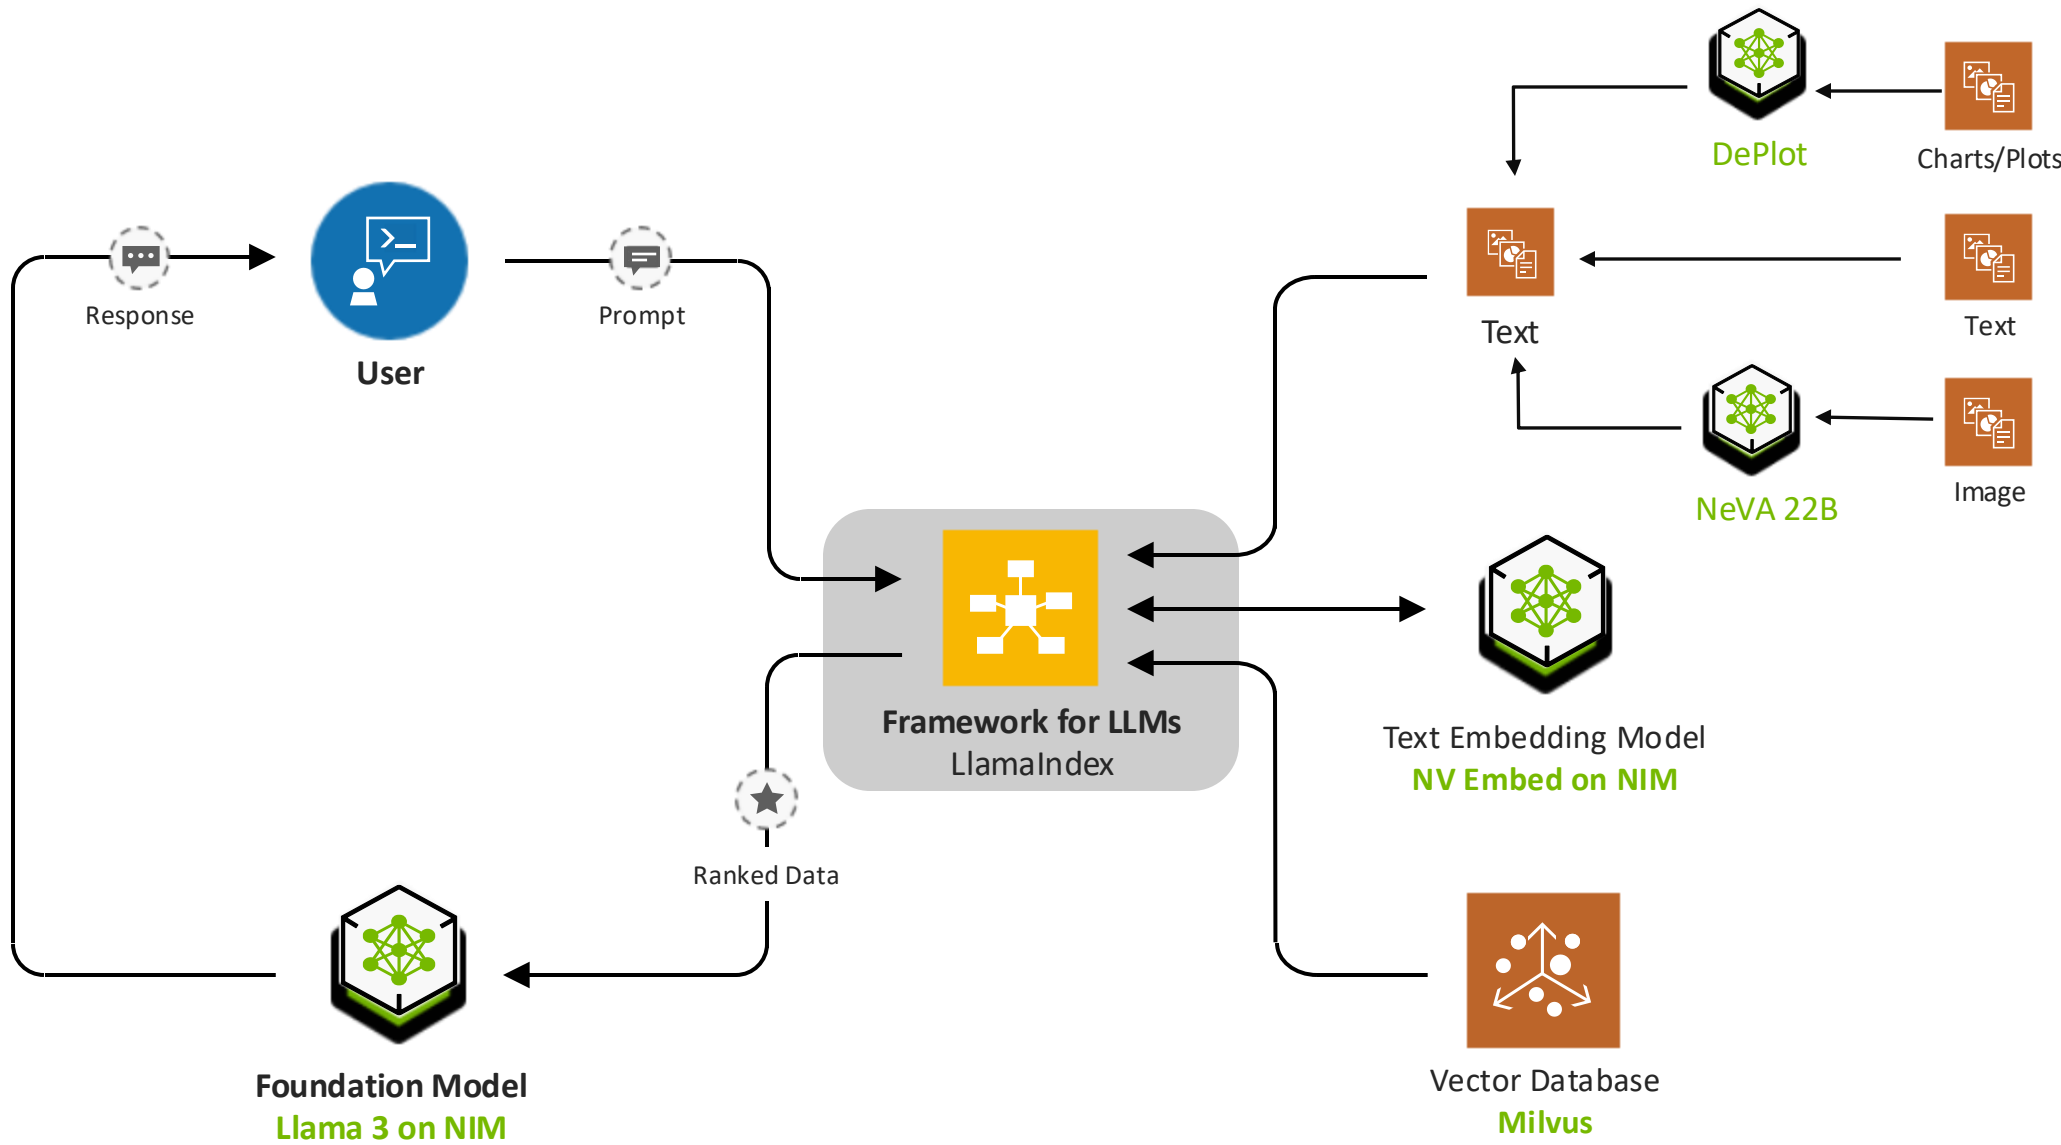 DePlot
Charts/Plots
Response
User
Prompt
Text
Text
NeVA 22B
Image
Framework for LLMs
LlamaIndex
Text Embedding Model
NV Embed on NIM
Ranked Data
Foundation Model
Llama 3 on NIM
Vector Database
Milvus